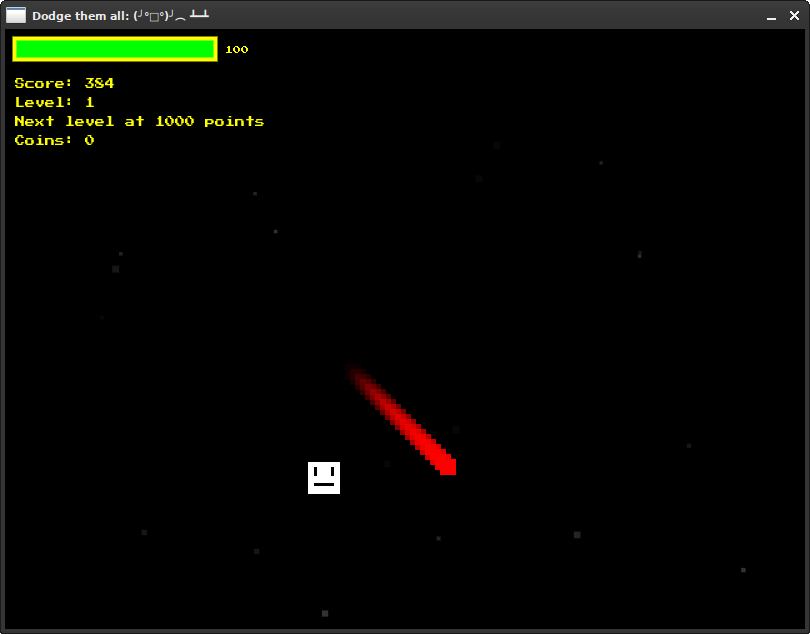 Dodge them all: (╯°□°)╯︵ ┻━┻
100
Score: 384
Level: 1
Next level at 1000 points
Coins: 0